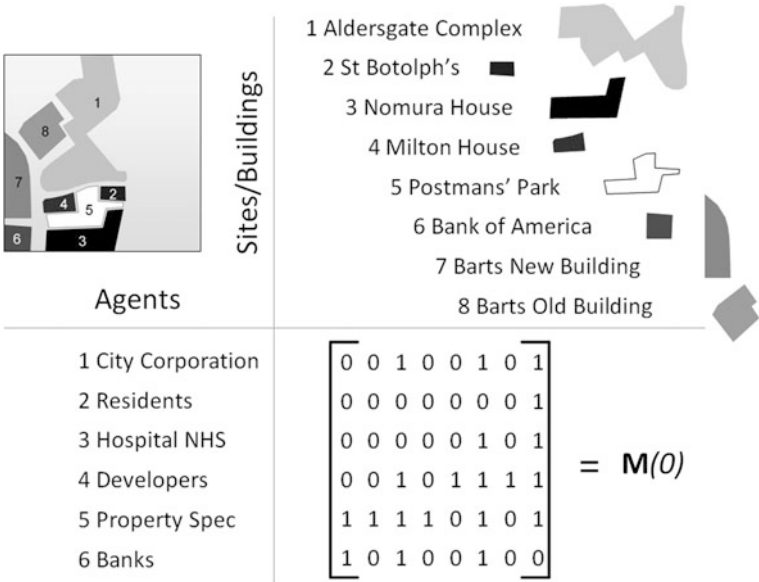 1 Aldersgate Complex
2 St Botolph's
3 Nomura House
4 Milton House
5 Postmans' Park
6 Bank of America
7 Barts New Building
8 Barts Old Building
Sites/Buildings
1
8
7
2
4
5
6
3
Agents
1 City Corporation
2 Residents
3 Hospital NHS
4 Developers
5 Property Spec
6 Banks
0 0 1 0 0 1 0 1
0 0 0 0 0 0 0 1
0 0 0 0 0 1 0 1
0 0 1 0 1 1 1 1
1 1 1 1 0 1 0 1
1 0 1 0 0 1 0 0
= M(0)